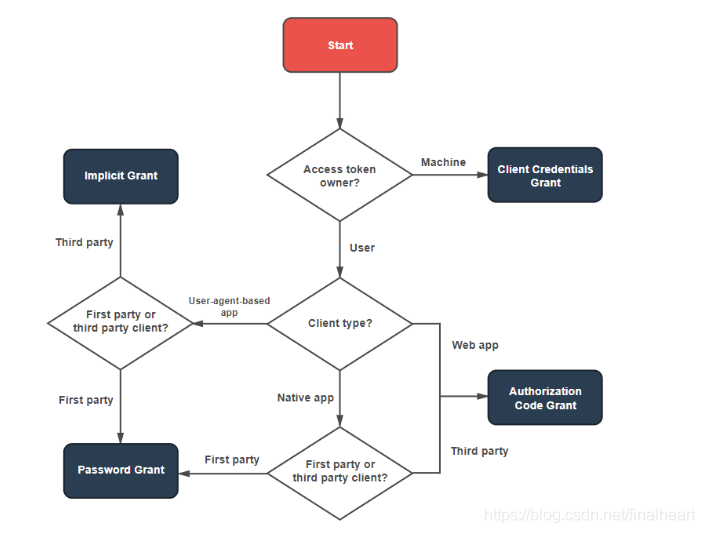 Start
Access token
owner?
Machine
Client Credentials
Grant
Implicit Grant
Third party
User
User-agent-based
app
First party or
third party client?
Client type?
Web app
First party
Native app
Authorization
Code Grant
Password Grant
First party
First party or
third party client?
Third party
https://blog.csdn.net/finalheart